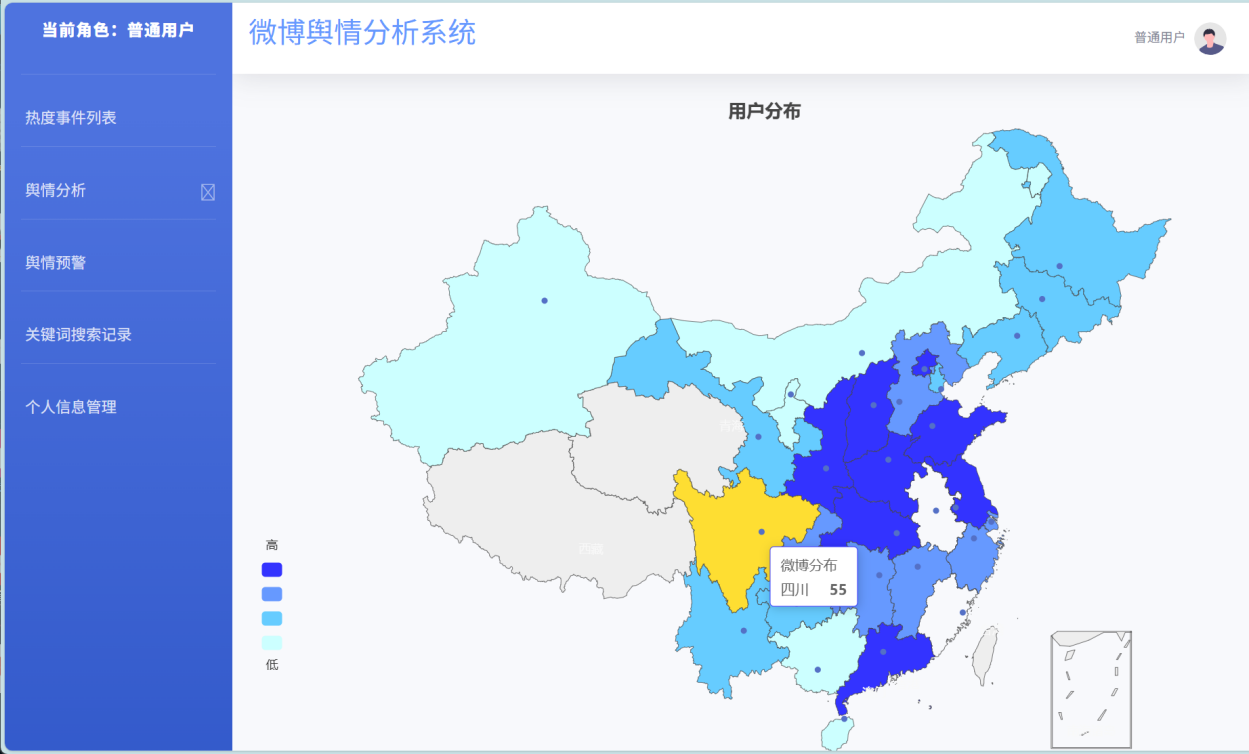 当前角色：普通用户
微博舆情分析系统
普通用户
热度事件列表
舆情分析
舆情预警
关键词搜索记录
个人信息管理
用户分布
青海
西藏
微博分布
四川 55
高
低